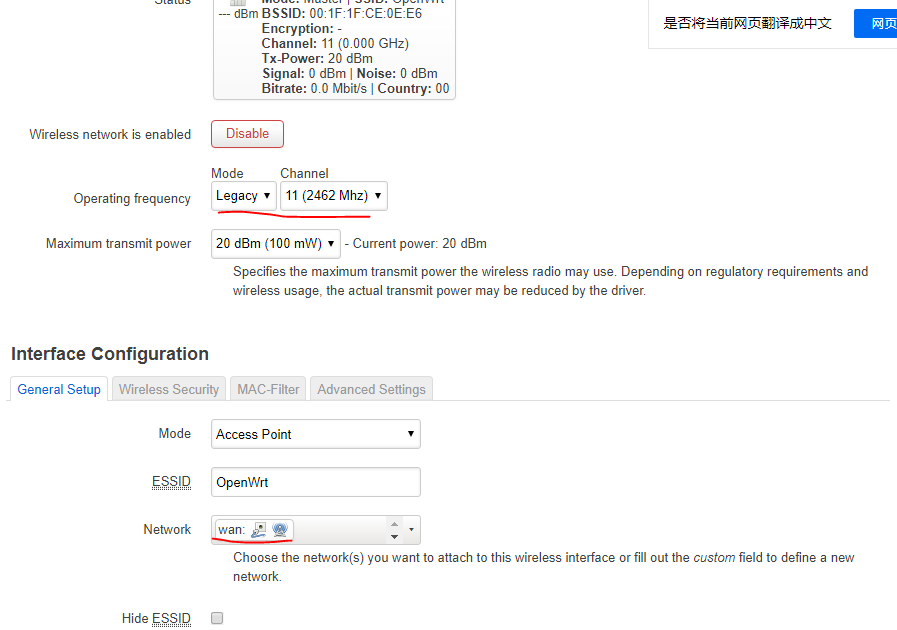 Status
Mode: Master | SSID: OpenWrt
--- dBm BSSID: 00:1F:1F:CE:0E:E6
Encryption: -
Channel: 11 (0.000 GHz)
Tx-Power: 20 dBm
Signal: 0 dBm | Noise: 0 dBm
Bitrate: 0.0 Mbit/s | Country: 00
是否将当前网页翻译成中文
网页
Wireless network is enabled Disable
Mode Channel
Operating frequency Legacy 11 (2462 Mhz)
Maximum transmit power 20 dBm (100 mW) - Current power: 20 dBm
Specifies the maximum transmit power the wireless radio may use. Depending on regulatory requirements and
wireless usage, the actual transmit power may be reduced by the driver.
Interface Configuration
General Setup Wireless Security MAC-Filter Advanced Settings
Mode Access Point
ESSID OpenWrt
Network wan:
Choose the network(s) you want to attach to this wireless interface or fill out the custom field to define a new
network.
Hide ESSID